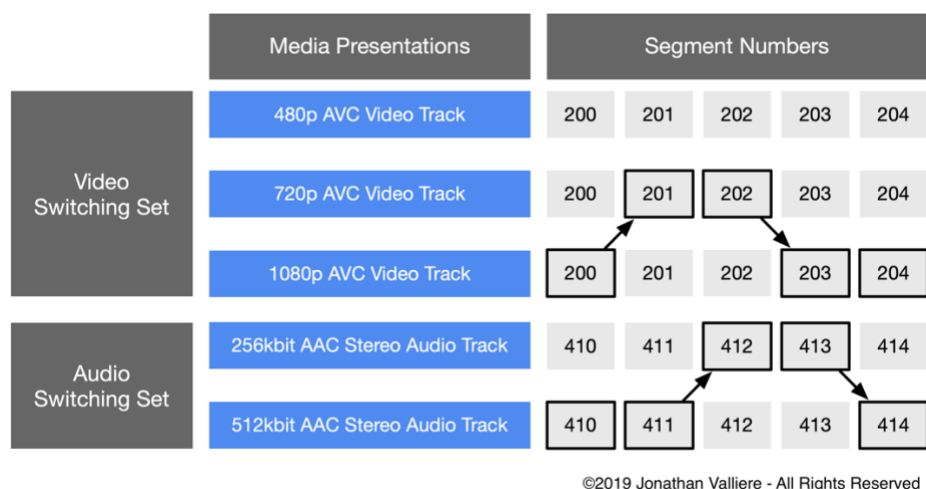 Media Presentations
Segment Numbers
Video
Switching Set
480p AVC Video Track
200 201 202 203 204
720p AVC Video Track
200 201 202 203 204
1080p AVC Video Track
200 201 202 203 204
Audio
Switching Set
256kbit AAC Stereo Audio Track
410 411 412 413 414
512kbit AAC Stereo Audio Track
410 411 412 413 414
©2019 Jonathan Valliere - All Rights Reserved